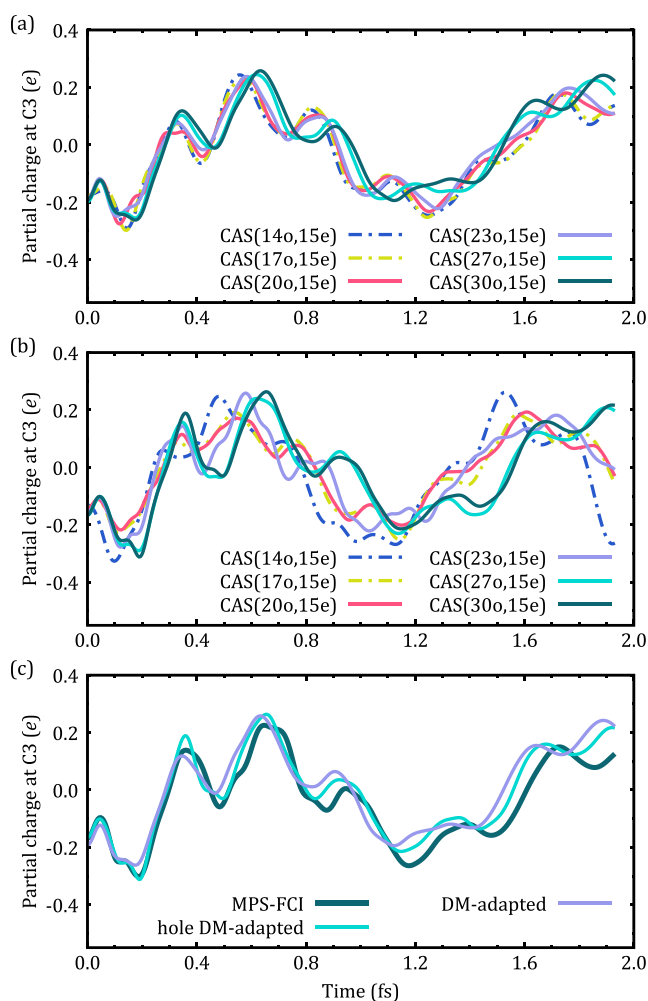 (a)
0.4
0.2
0.0
-0.2
-0.4
Partial charge at C3 (e)
CAS(14o,15e) CAS(23o,15e)
CAS(17o,15e) CAS(27o,15e)
CAS(20o,15e) CAS(30o,15e)
0.0 0.4 0.8 1.2 1.6 2.0
(b)
0.4
0.2
0.0
-0.2
-0.4
Partial charge at C3 (e)
CAS(14o,15e) CAS(23o,15e)
CAS(17o,15e) CAS(27o,15e)
CAS(20o,15e) CAS(30o,15e)
0.0 0.4 0.8 1.2 1.6 2.0
(c)
0.4
0.2
0.0
-0.2
-0.4
Partial charge at C3 (e)
MPS-FCI DM-adapted
hole DM-adapted
0.0 0.4 0.8 1.2 1.6 2.0
Time (fs)